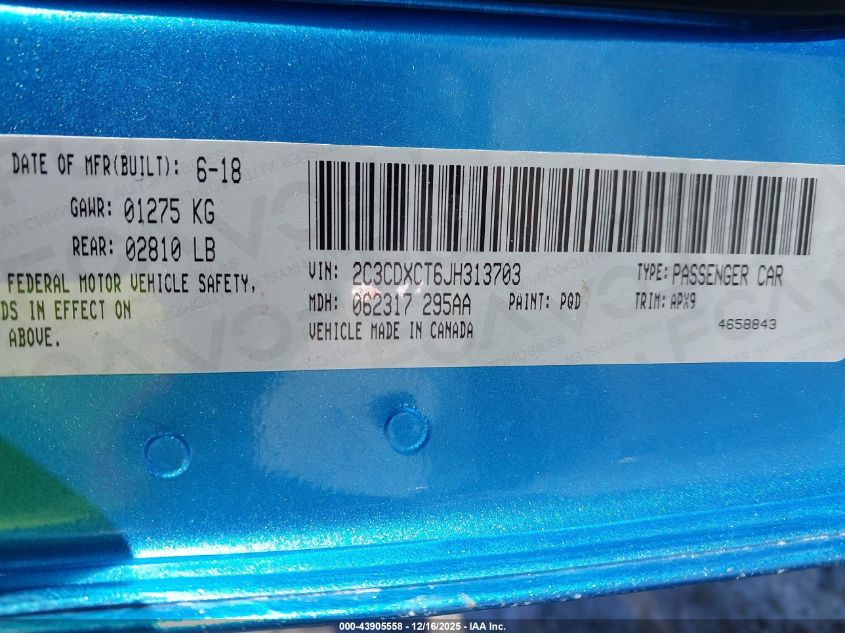 DATE OF MFR(BUILT): 6-18
GAWR: 01275 KG
REAR: 02810 LB
FEDERAL MOTOR VEHICLE SAFETY,
DS IN EFFECT ON
ABOVE.
VIN: 2C3CDXCT6JH313703 TYPE: PASSENGER CAR
MDH: 062317 295AA PAINT: PQD TRIM: APX9
VEHICLE MADE IN CANADA 4658843
000-43905558 - 12/16/2025 - IAA Inc.